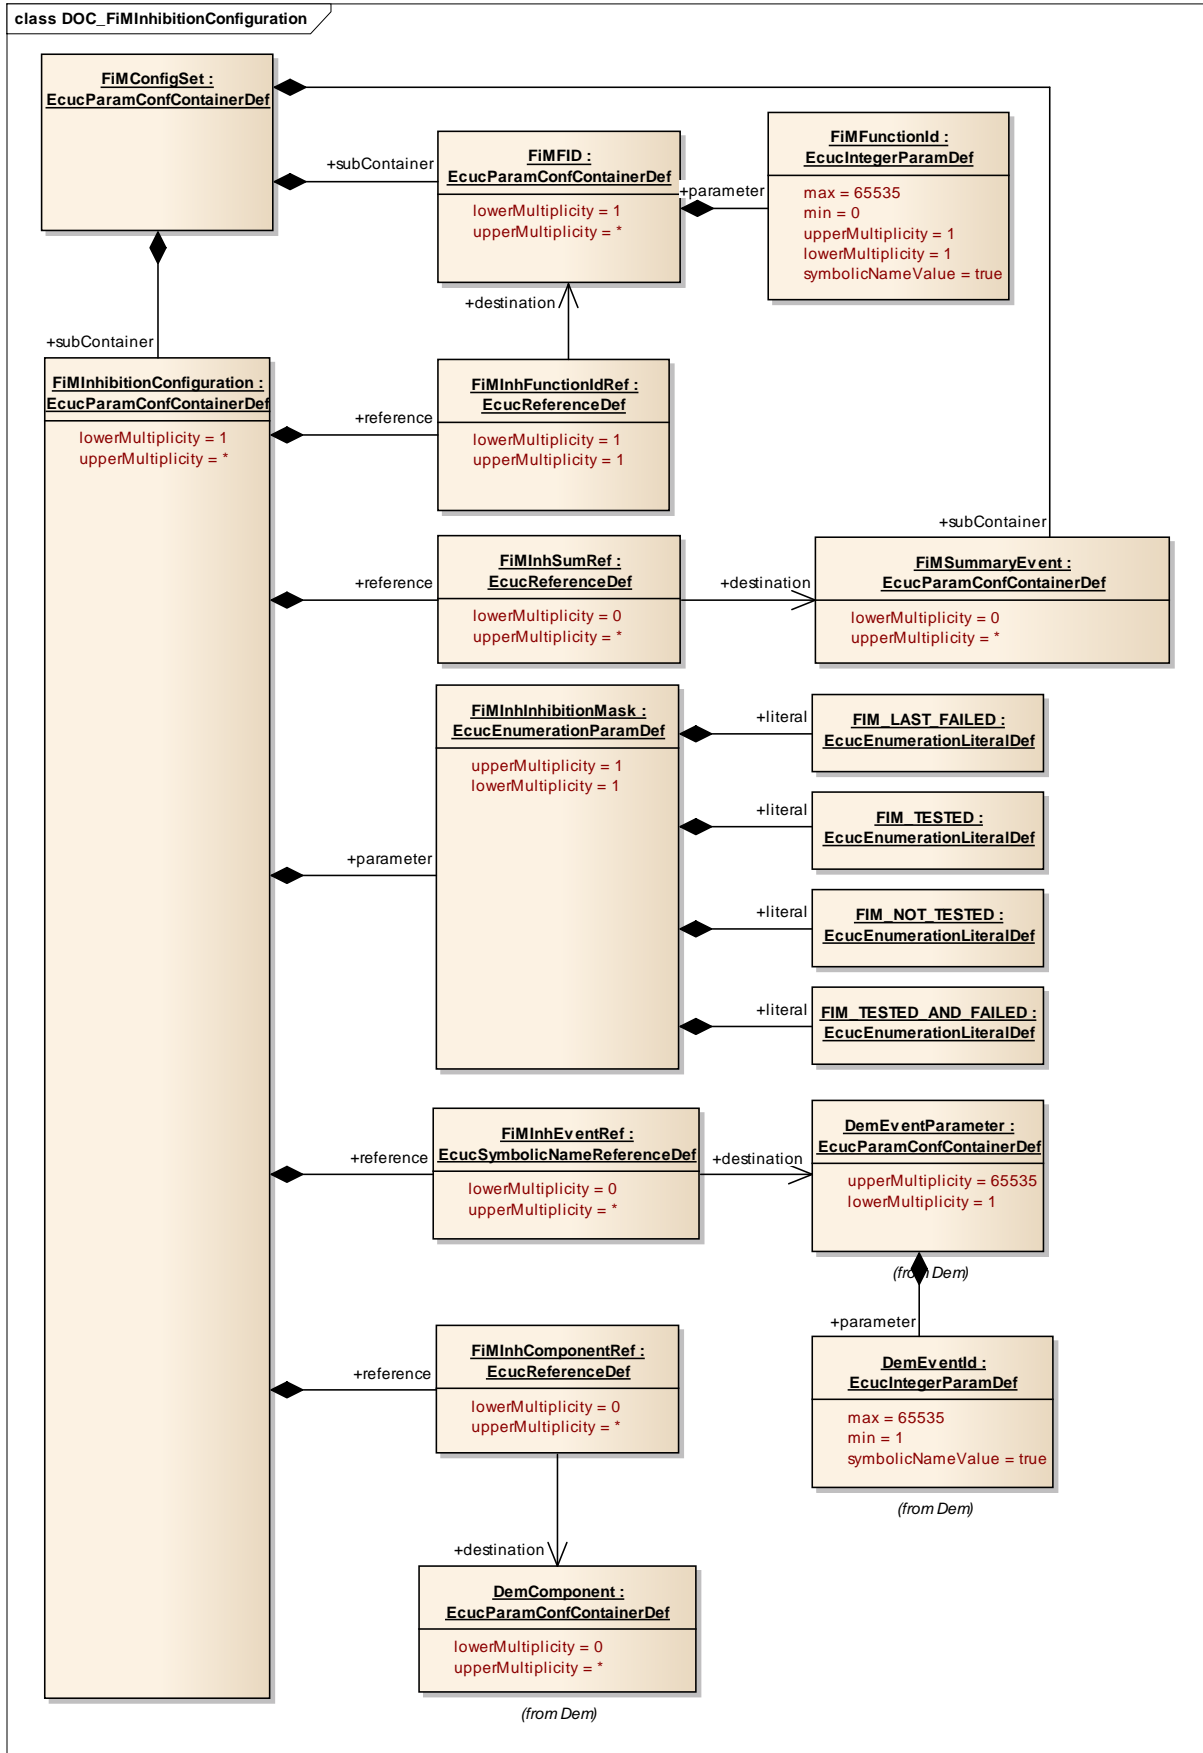 class DOC_FiMInhibitionConfiguration
FiMConfigSet :
EcucParamConfContainerDef
+subContainer
FiMFID :
EcucParamConfContainerDef
lowerMultiplicity = 1
upperMultiplicity = *
+parameter
FiMFunctionId :
EcucIntegerParamDef
max = 65535
min = 0
upperMultiplicity = 1
lowerMultiplicity = 1
symbolicNameValue = true
+destination
+subContainer
FiMInhibitionConfiguration :
EcucParamConfContainerDef
lowerMultiplicity = 1
upperMultiplicity = *
+reference
FiMInhFunctionIdRef :
EcucReferenceDef
lowerMultiplicity = 1
upperMultiplicity = 1
+subContainer
+reference
FiMInhSumRef :
EcucReferenceDef
lowerMultiplicity = 0
upperMultiplicity = *
+destination
FiMSummaryEvent :
EcucParamConfContainerDef
lowerMultiplicity = 0
upperMultiplicity = *
+parameter
FiMInhInhibitionMask :
EcucEnumerationParamDef
upperMultiplicity = 1
lowerMultiplicity = 1
+literal
FIM_LAST_FAILED :
EcucEnumerationLiteralDef
+literal
FIM_TESTED :
EcucEnumerationLiteralDef
+literal
FIM_NOT_TESTED :
EcucEnumerationLiteralDef
+literal
FIM_TESTED_AND_FAILED :
EcucEnumerationLiteralDef
+reference
FiMInhEventRef :
EcucSymbolicNameReferenceDef
lowerMultiplicity = 0
upperMultiplicity = *
+destination
DemEventParameter :
EcucParamConfContainerDef
upperMultiplicity = 65535
lowerMultiplicity = 1
(from Dem)
+parameter
DemEventId :
EcucIntegerParamDef
max = 65535
min = 1
symbolicNameValue = true
(from Dem)
+reference
FiMInhComponentRef :
EcucReferenceDef
lowerMultiplicity = 0
upperMultiplicity = *
+destination
DemComponent :
EcucParamConfContainerDef
lowerMultiplicity = 0
upperMultiplicity = *
(from Dem)